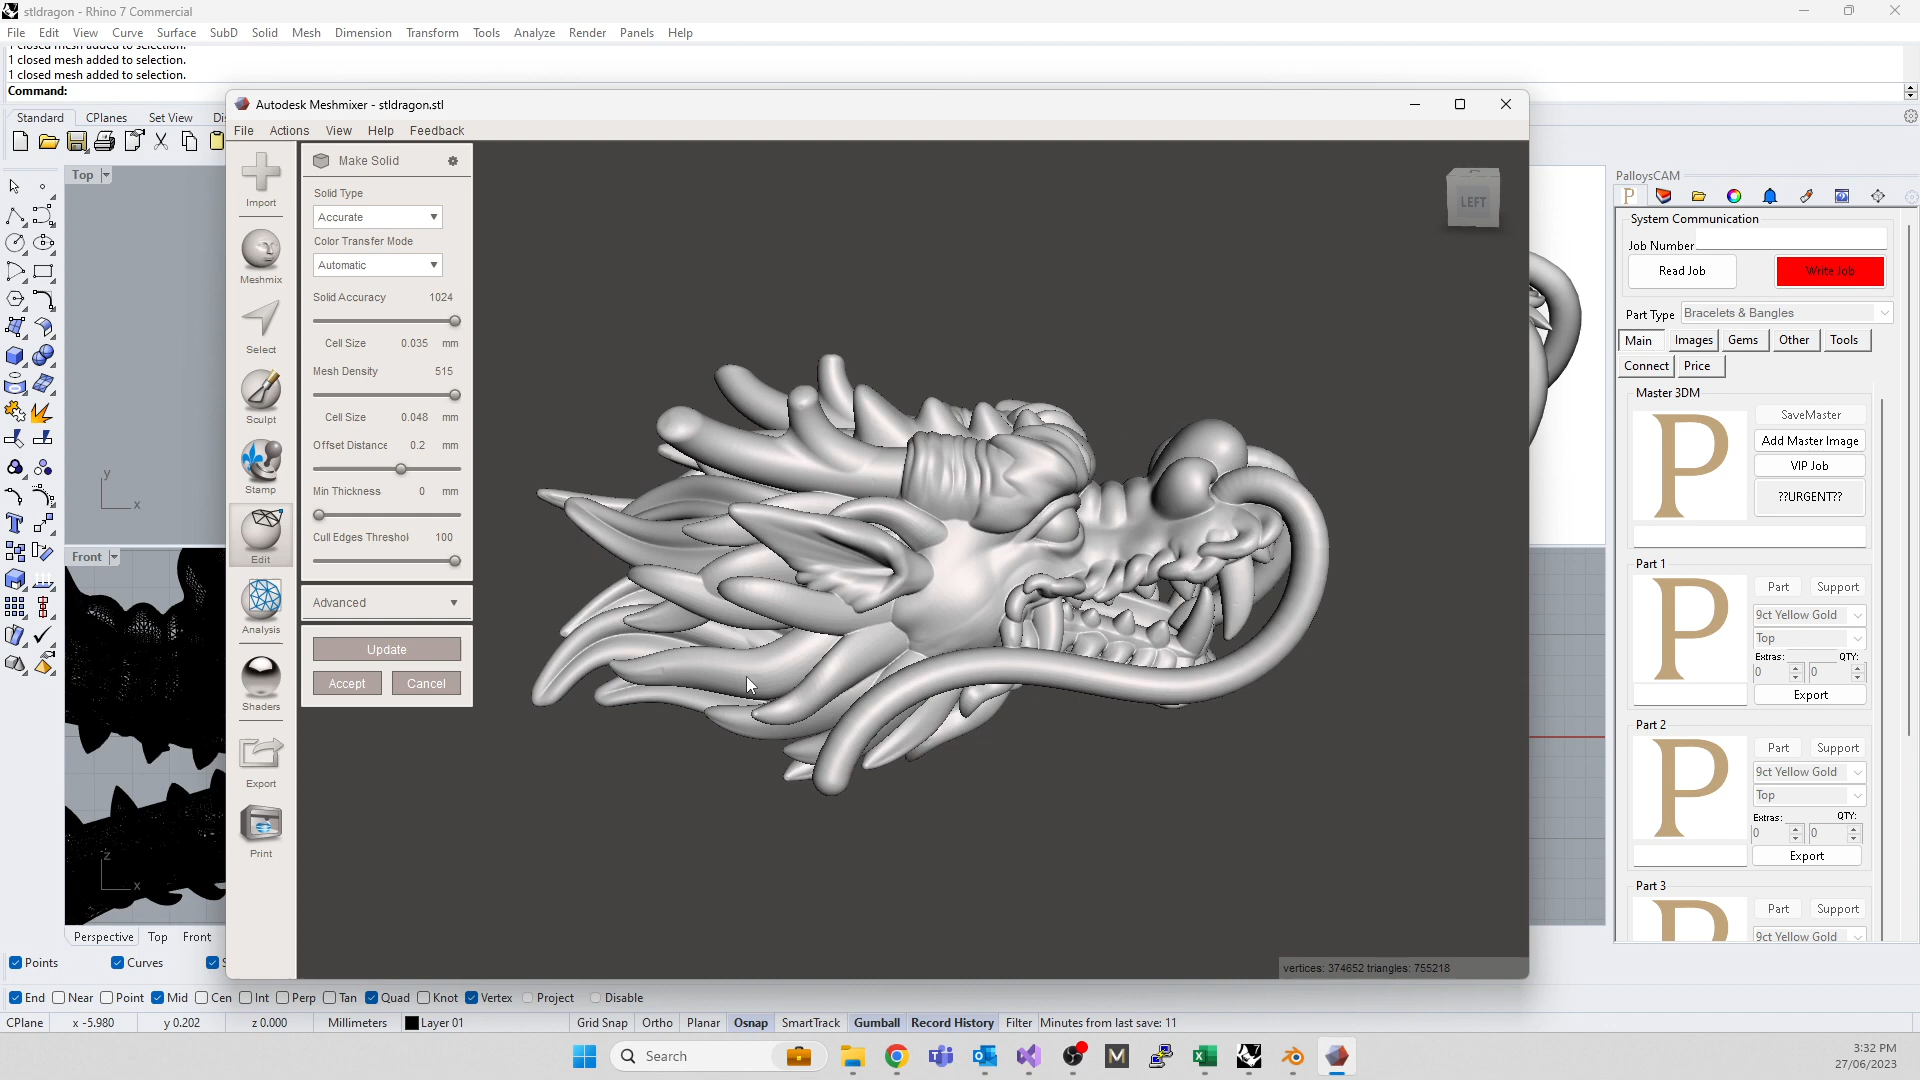 stldragon - Rhino 7 Commercial
File Edit View Curve Surface SubD Solid Mesh Dimension Transform Tools Analyze Render Panels Help
1 closed mesh added to selection.
1 closed mesh added to selection.
1 closed mesh added to selection.
Command:
Standard CPlanes Set View
Autodesk Meshmixer - stldragon.stl
File Actions View Help Feedback
Top
Front
y
x
z
x
Perspective Top Front
Import
Meshmix
Select
Sculpt
Stamp
Edit
Analysis
Shaders
Export
Print
Make Solid
Solid Type
Accurate
Color Transfer Mode
Automatic
Solid Accuracy 1024
Cell Size 0.035 mm
Mesh Density 515
Cell Size 0.048 mm
Offset Distance 0.2 mm
Min Thickness 0 mm
Cull Edges Threshol 100
Advanced
Update
Accept Cancel
LEFT
vertices: 374652 triangles: 755218
PalloysCAM
System Communication
Job Number
Read Job Write Job
Part Type Bracelets & Bangles
Main Images Gems Other Tools
Connect Price
Master 3DM
P
SaveMaster
Add Master Image
VIP Job
??URGENT??
Part 1
P
Part Support
9ct Yellow Gold
Top
Extras: QTY:
0 0
Export
Part 2
P
Part Support
9ct Yellow Gold
Top
Extras: QTY:
0 0
Export
Part 3
Part Support
9ct Yellow Gold
Points Curves
End Near Point Mid Cen Int Perp Tan Quad Knot Vertex Project Disable
CPlane x -5.980 y 0.202 z 0.000 Millimeters Layer 01 Grid Snap Ortho Planar Osnap SmartTrack Gumball Record History Filter Minutes from last save: 11
Search
3:32 PM
27/06/2023